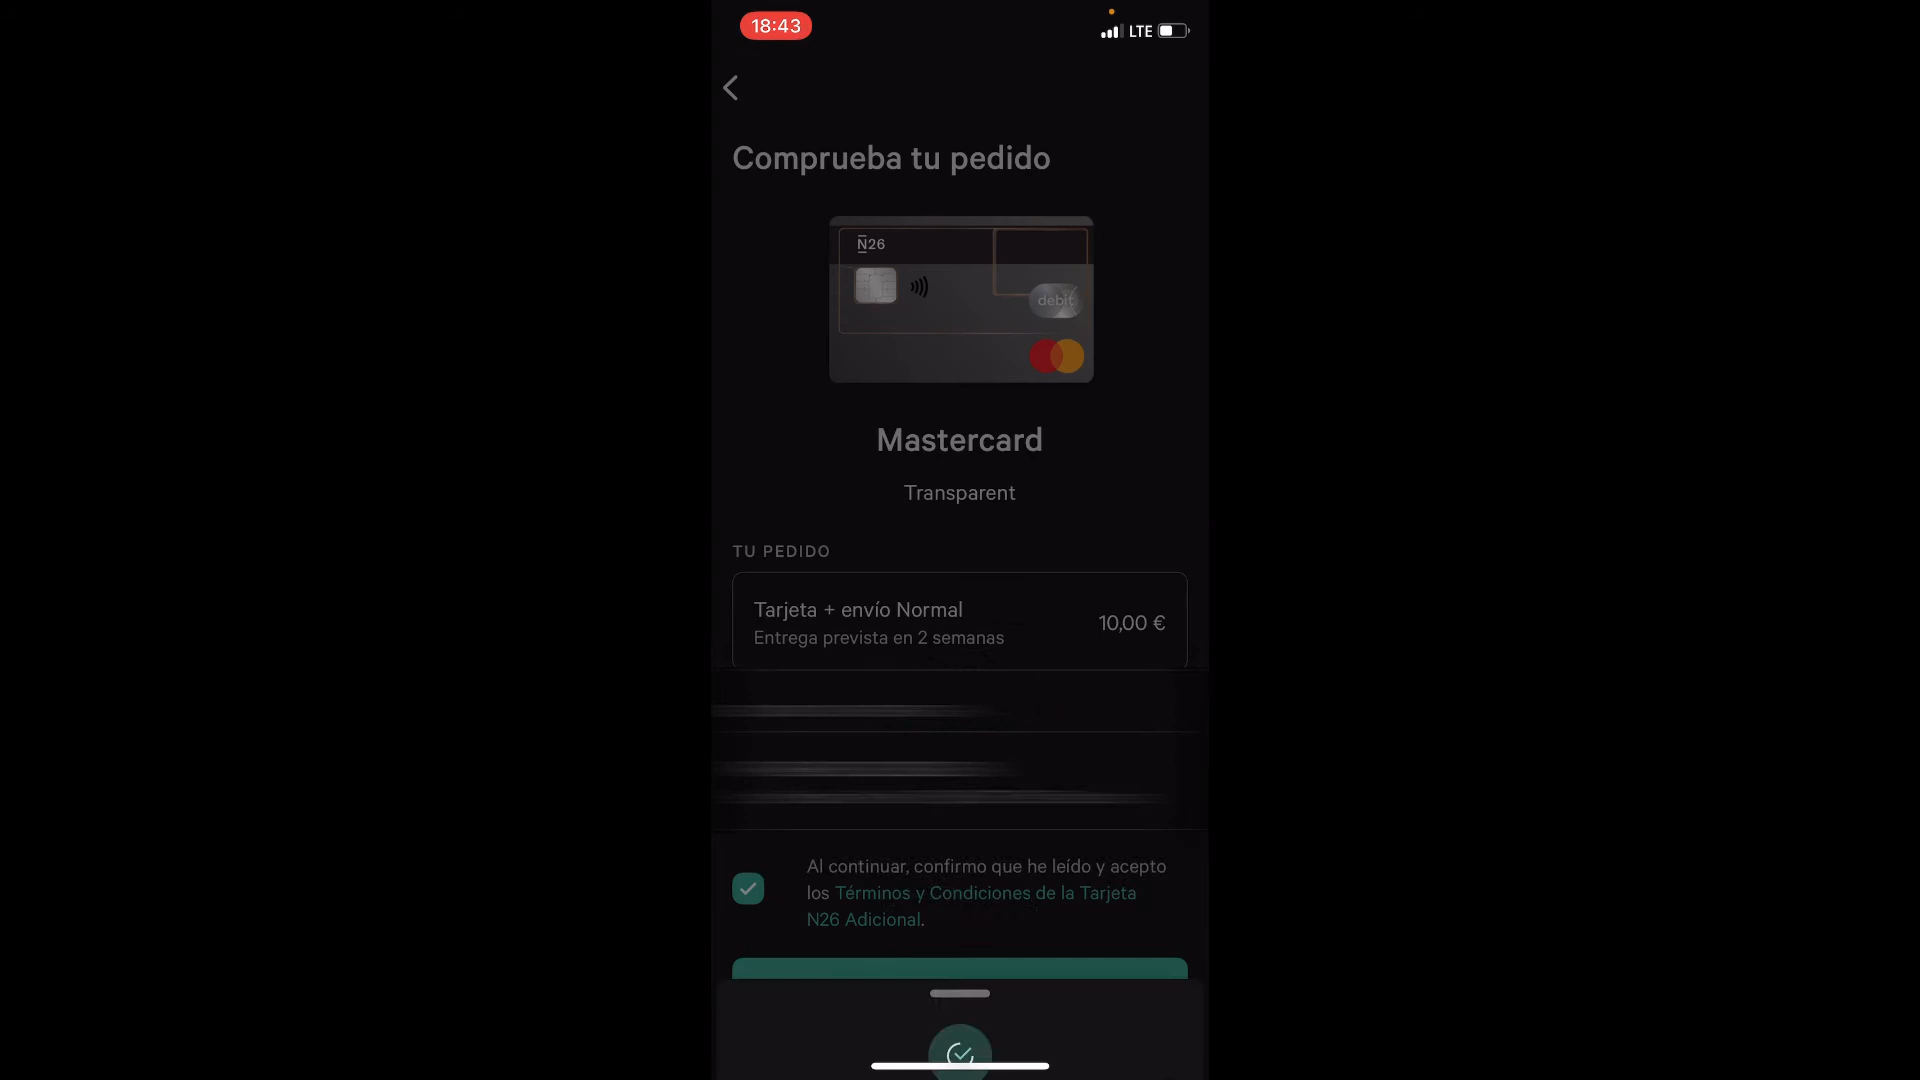 18:43
LTE
Comprueba tu pedido
N26
debit
Mastercard
Transparent
TU PEDIDO
Tarjeta + envío Normal
10,00 €
Entrega prevista en 2 semanas
Al continuar, confirmo que he leído y acepto
los Términos y Condiciones de la Tarjeta
N26 Adicional.